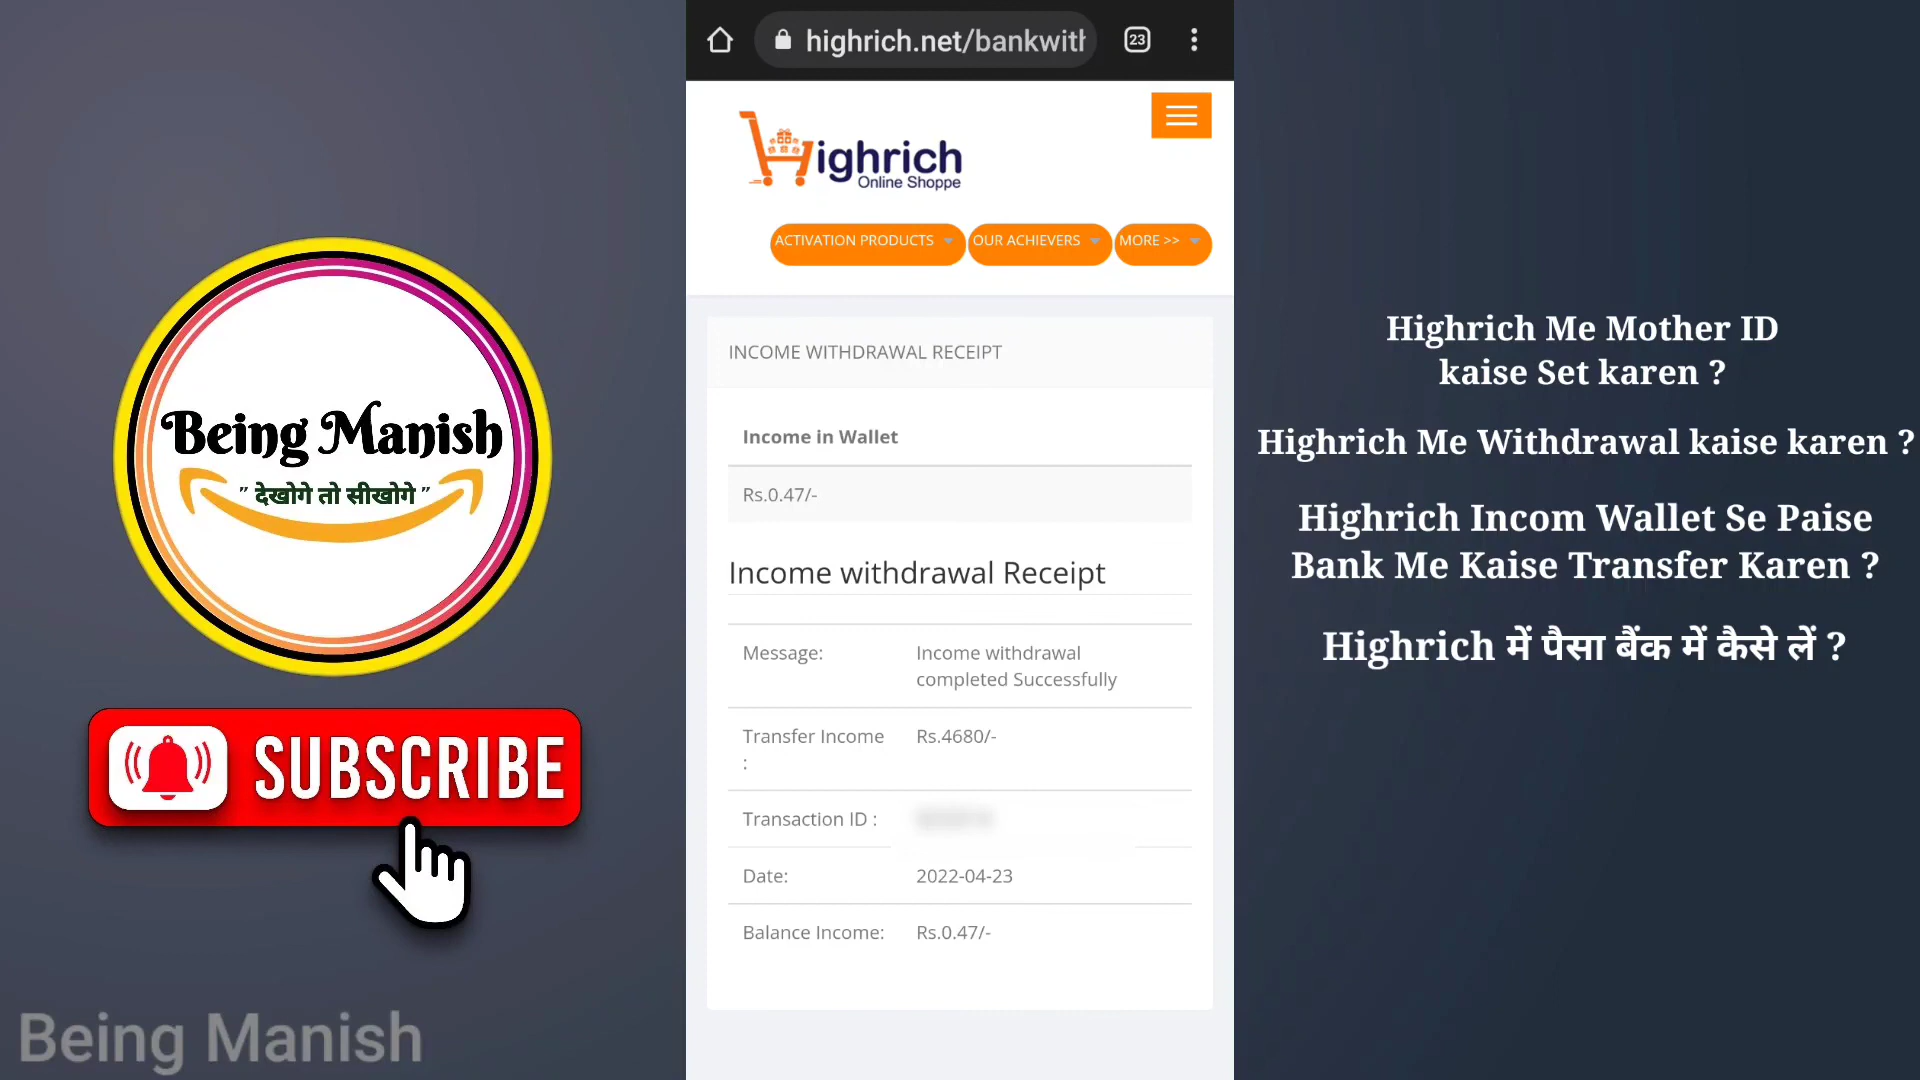 Being Manish
" देखोगे तो सीखोगे "
SUBSCRIBE
Being Manish
highrich.net/bankwith
23
Highrich
Online Shoppe
ACTIVATION PRODUCTS
OUR ACHIEVERS
MORE >>
INCOME WITHDRAWAL RECEIPT
Income in Wallet
Rs.0.47/-
Income withdrawal Receipt
Message: Income withdrawal
completed Successfully
Transfer Income Rs.4680/-
:
Transaction ID :
Date: 2022-04-23
Balance Income: Rs.0.47/-
Highrich Me Mother ID
kaise Set karen ?
Highrich Me Withdrawal kaise karen ?
Highrich Incom Wallet Se Paise
Bank Me Kaise Transfer Karen ?
Highrich में पैसा बैंक में कैसे लें ?